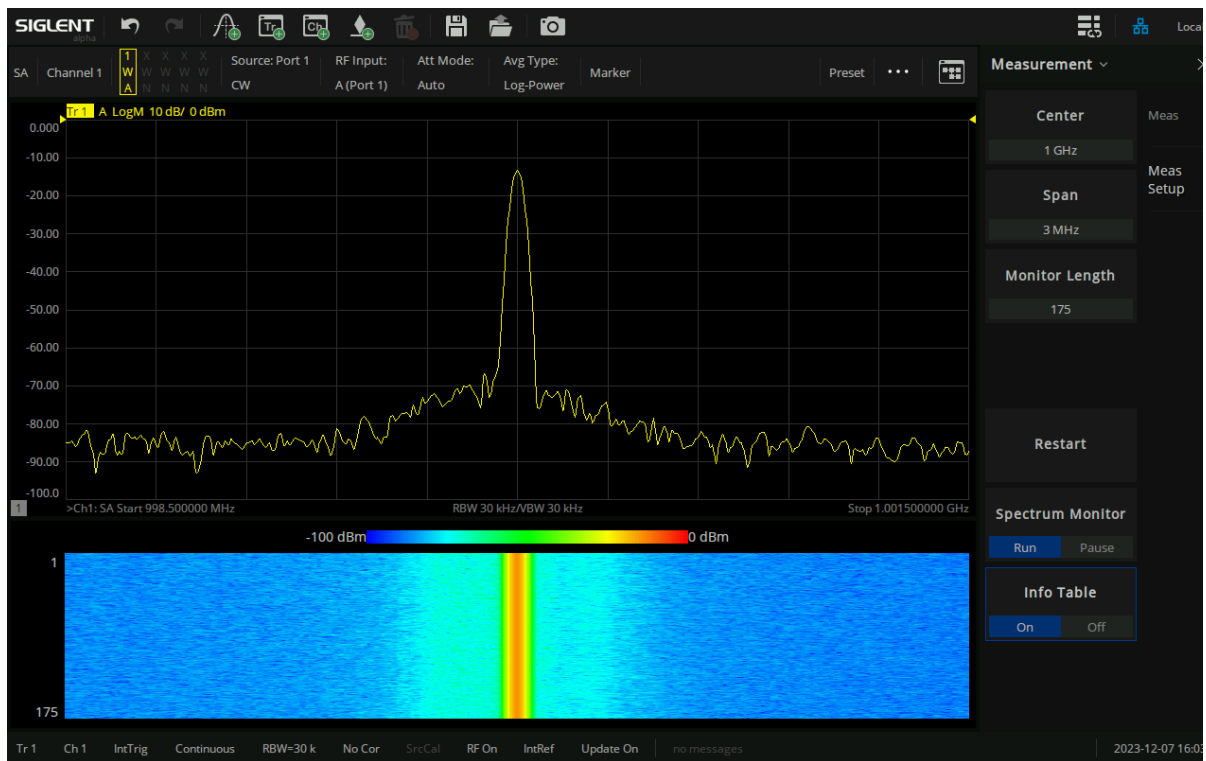 SIGLENT
alpha
Tr
Ch
Local
SA Channel 1
1 X X X X
W W W W W
A N N N N
Source: Port 1
CW
RF Input:
A (Port 1)
Att Mode:
Auto
Avg Type:
Log-Power
Marker
Preset
Measurement
Tr 1 A LogM 10 dB/ 0 dBm
0.000
-10.00
-20.00
-30.00
-40.00
-50.00
-60.00
-70.00
-80.00
-90.00
-100.0
1
>Ch1: SA Start 998.500000 MHz
RBW 30 kHz/VBW 30 kHz
Stop 1.001500000 GHz
-100 dBm
0 dBm
1
175
Center
1 GHz
Span
3 MHz
Monitor Length
175
Restart
Spectrum Monitor
Run Pause
Info Table
On Off
Meas
Meas
Setup
Tr 1 Ch 1 IntTrig Continuous RBW=30 k No Cor SrcCal RF On IntRef Update On no messages 2023-12-07 16:03